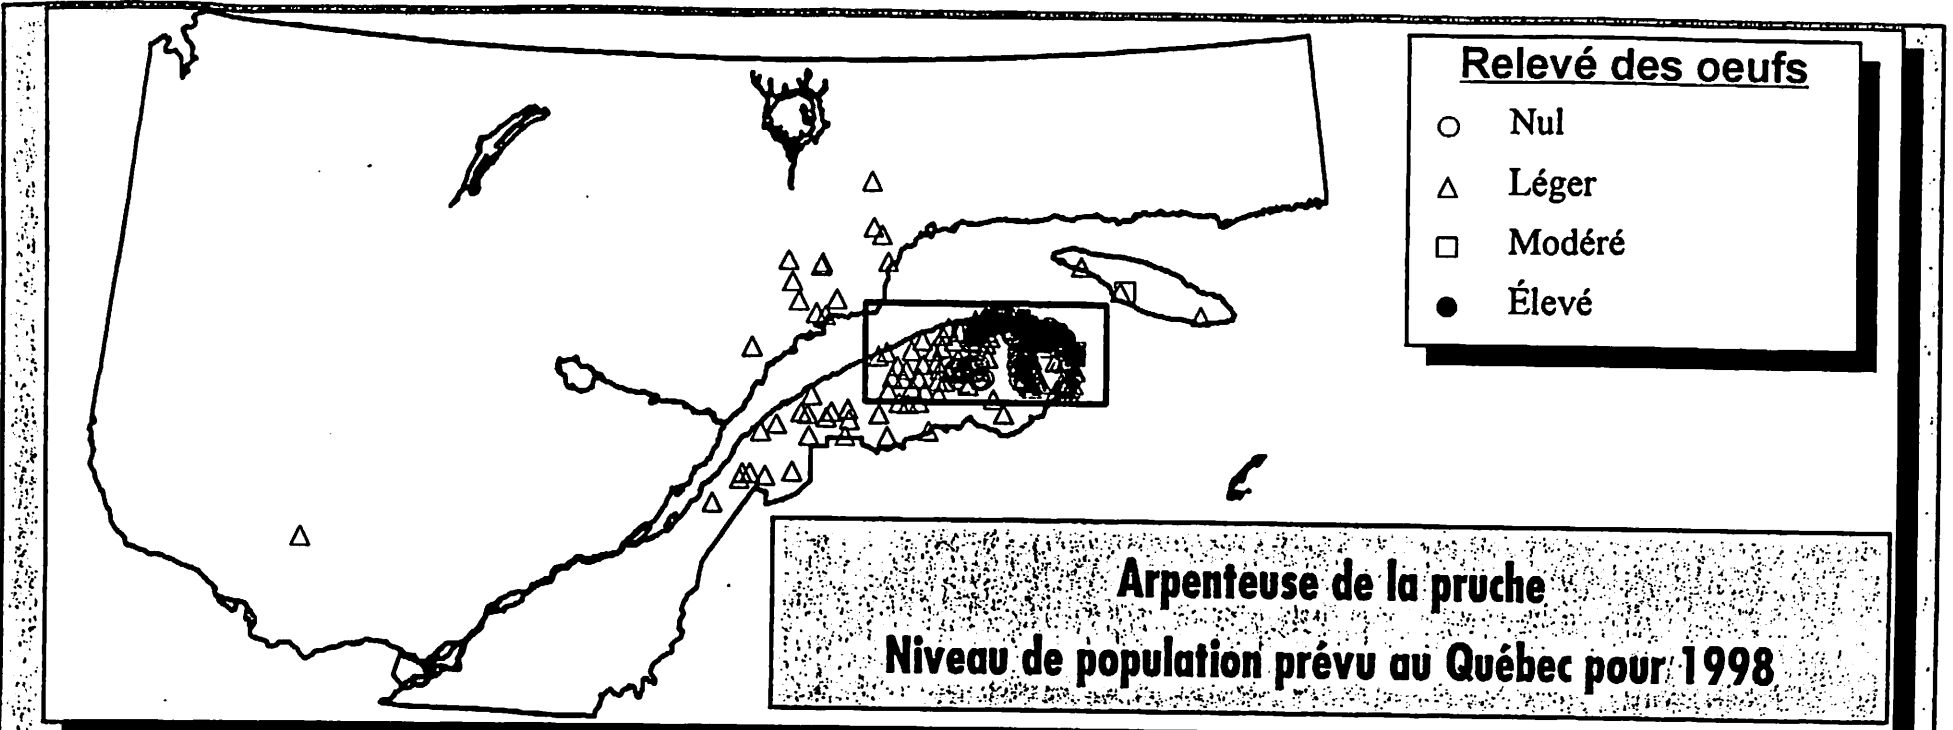 Relevé des oeufs
Nul
Léger
Modéré
Élevé
Arpenteuse de la pruche
Niveau de population prévu au Québec pour 1998